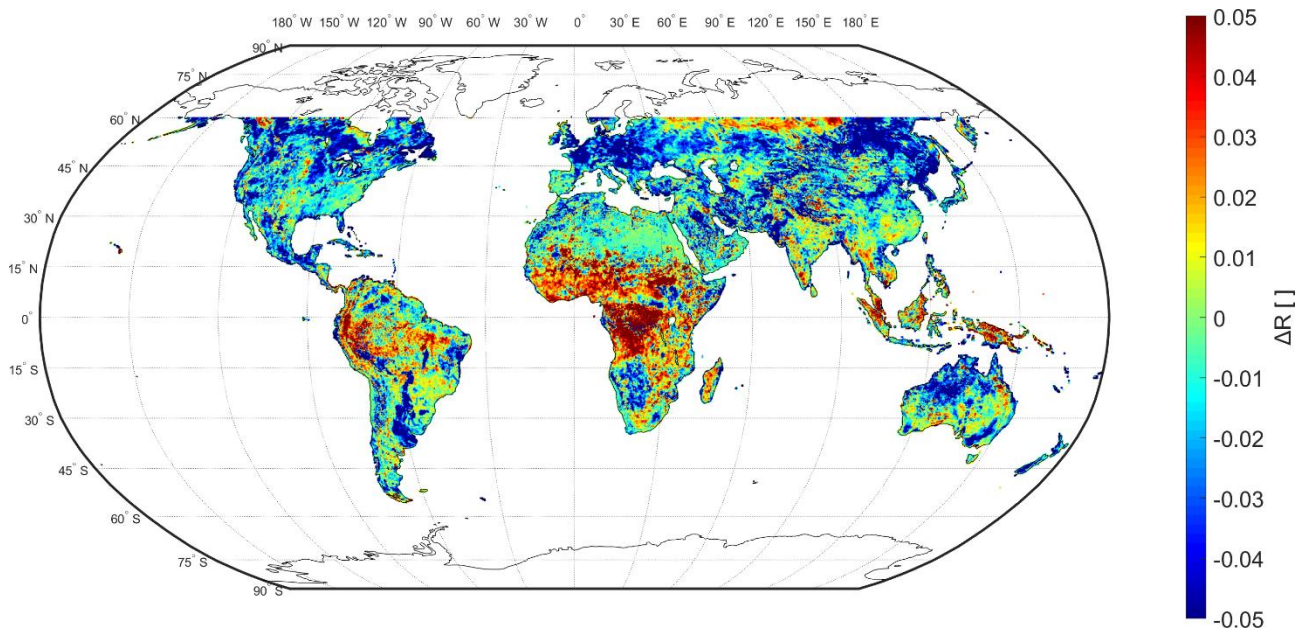 180° W 150° W 120° W 90° W 60° W 30° W 0° 30° E 60° E 90° E 120° E 150° E 180° E
90° N
75° N
60° N
45° N
30° N
15° N
0°
15° S
30° S
45° S
60° S
75° S
90° S
0.05
0.04
0.03
0.02
0.01
0
-0.01
-0.02
-0.03
-0.04
-0.05
ΔR [ ]